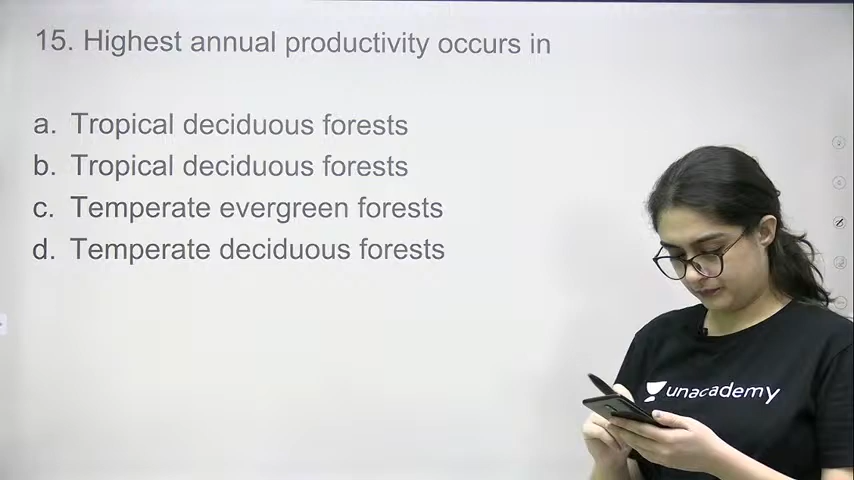 15. Highest annual productivity occurs in
a. Tropical deciduous forests
b. Tropical deciduous forests
c. Temperate evergreen forests
d. Temperate deciduous forests
unacademy